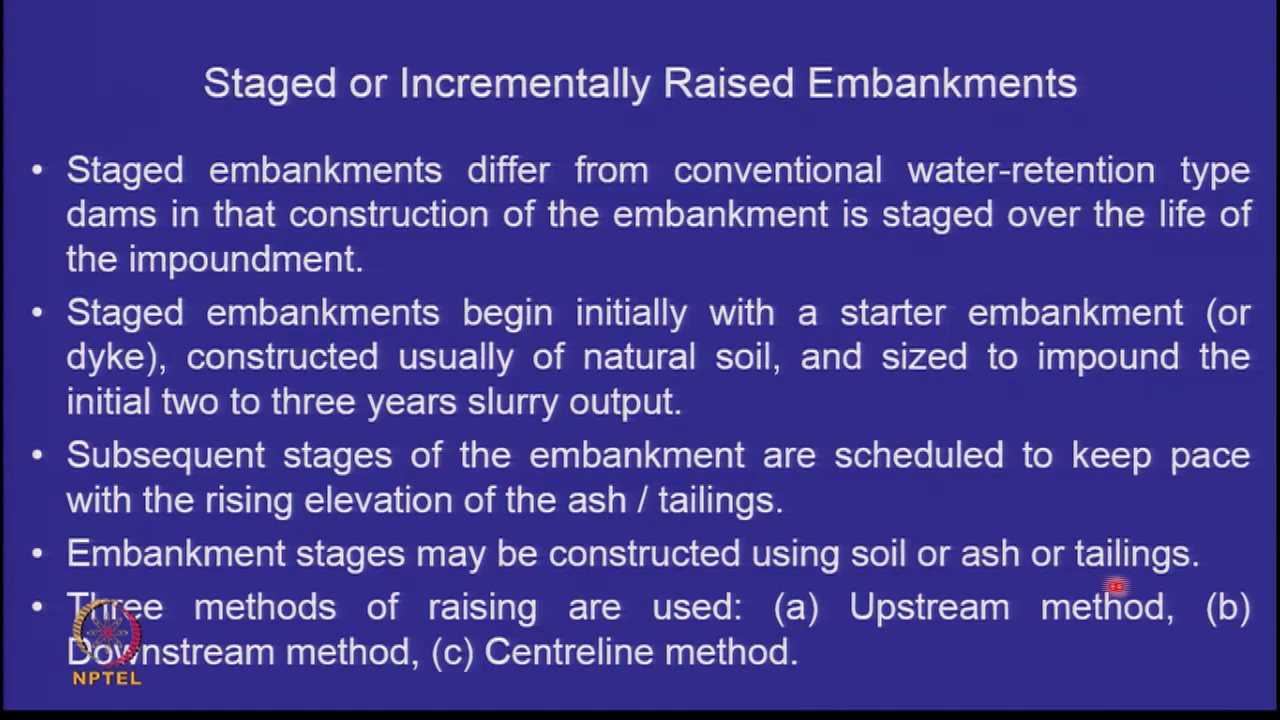 Staged or Incrementally Raised Embankments
• Staged embankments differ from conventional water-retention type
dams in that construction of the embankment is staged over the life of
the impoundment.
• Staged embankments begin initially with a starter embankment (or
dyke), constructed usually of natural soil, and sized to impound the
initial two to three years slurry output.
• Subsequent stages of the embankment are scheduled to keep pace
with the rising elevation of the ash / tailings.
• Embankment stages may be constructed using soil or ash or tailings.
• Three methods of raising are used: (a) Upstream method, (b)
Downstream method, (c) Centreline method.
NPTEL